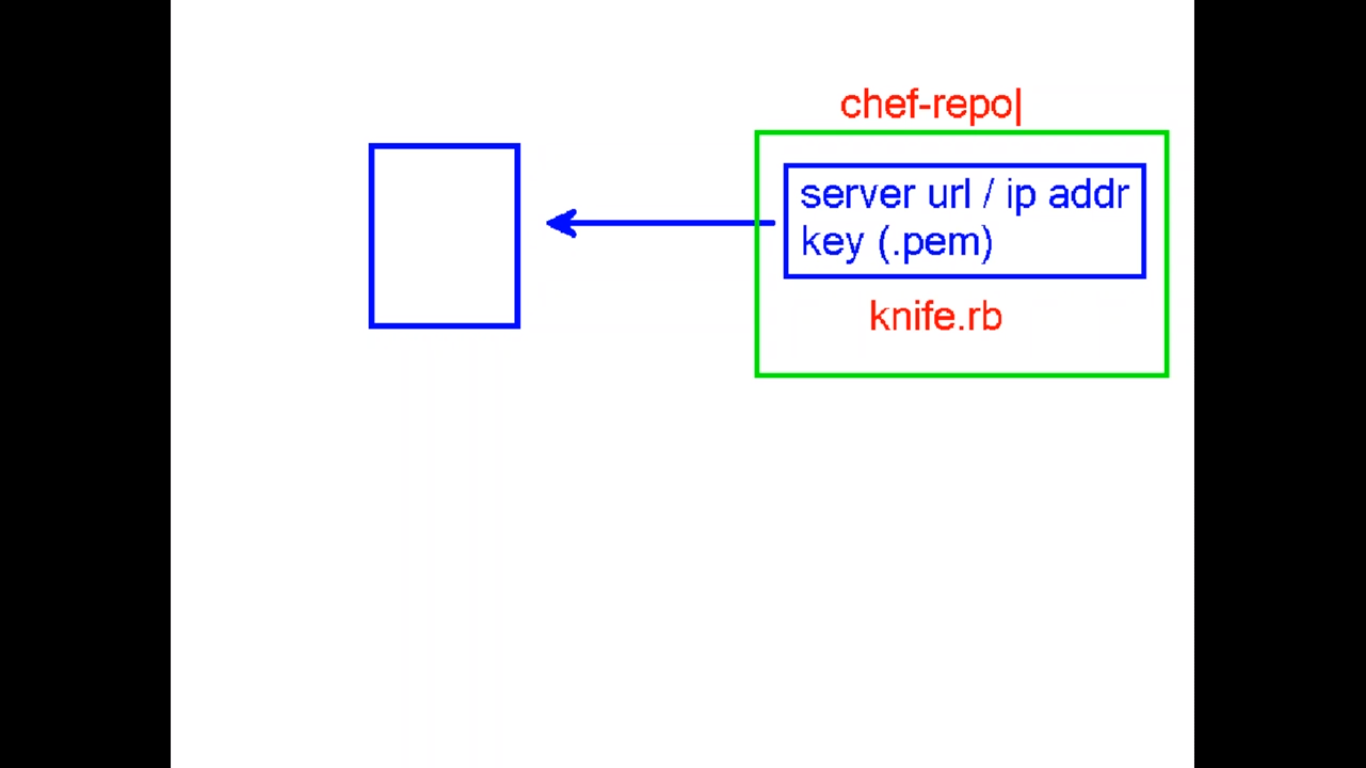 chef-repo
server url / ip addr
key (.pem)
knife.rb